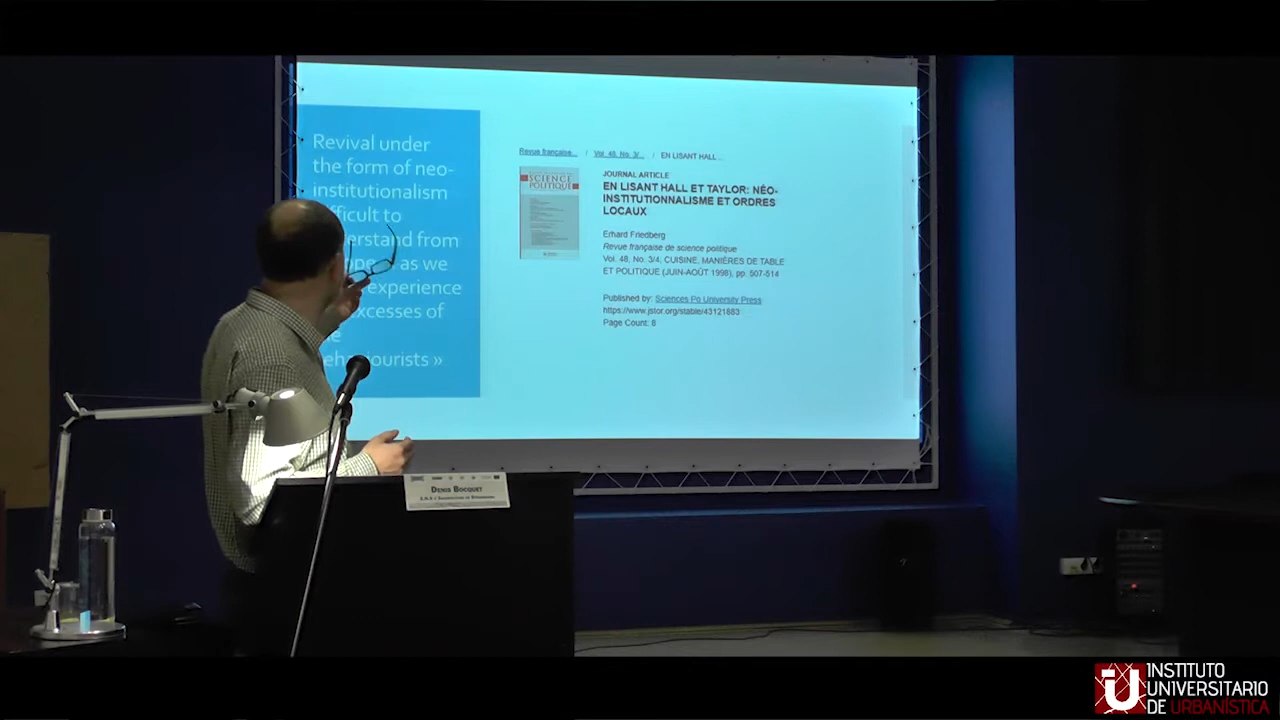 Revival under
the form of neo-
institutionalism
fficult to
erstand from
as we
experience
xcesses of
ourists »
Revue française... / Vol. 48, No. 3/... / EN LISANT HALL ...
SCIENCE
POLITIQUE
JOURNAL ARTICLE
EN LISANT HALL ET TAYLOR: NÉO-
INSTITUTIONNALISME ET ORDRES
LOCAUX
Erhard Friedberg
Revue française de science politique
Vol. 48, No. 3/4, CUISINE, MANIÈRES DE TABLE
ET POLITIQUE (JUIN-AOÛT 1998), pp. 507-514
Published by: Sciences Po University Press
https://www.jstor.org/stable/43121883
Page Count: 8
DENIS BOCQUET
IU INSTITUTO
UNIVERSITARIO
DE URBANÍSTICA